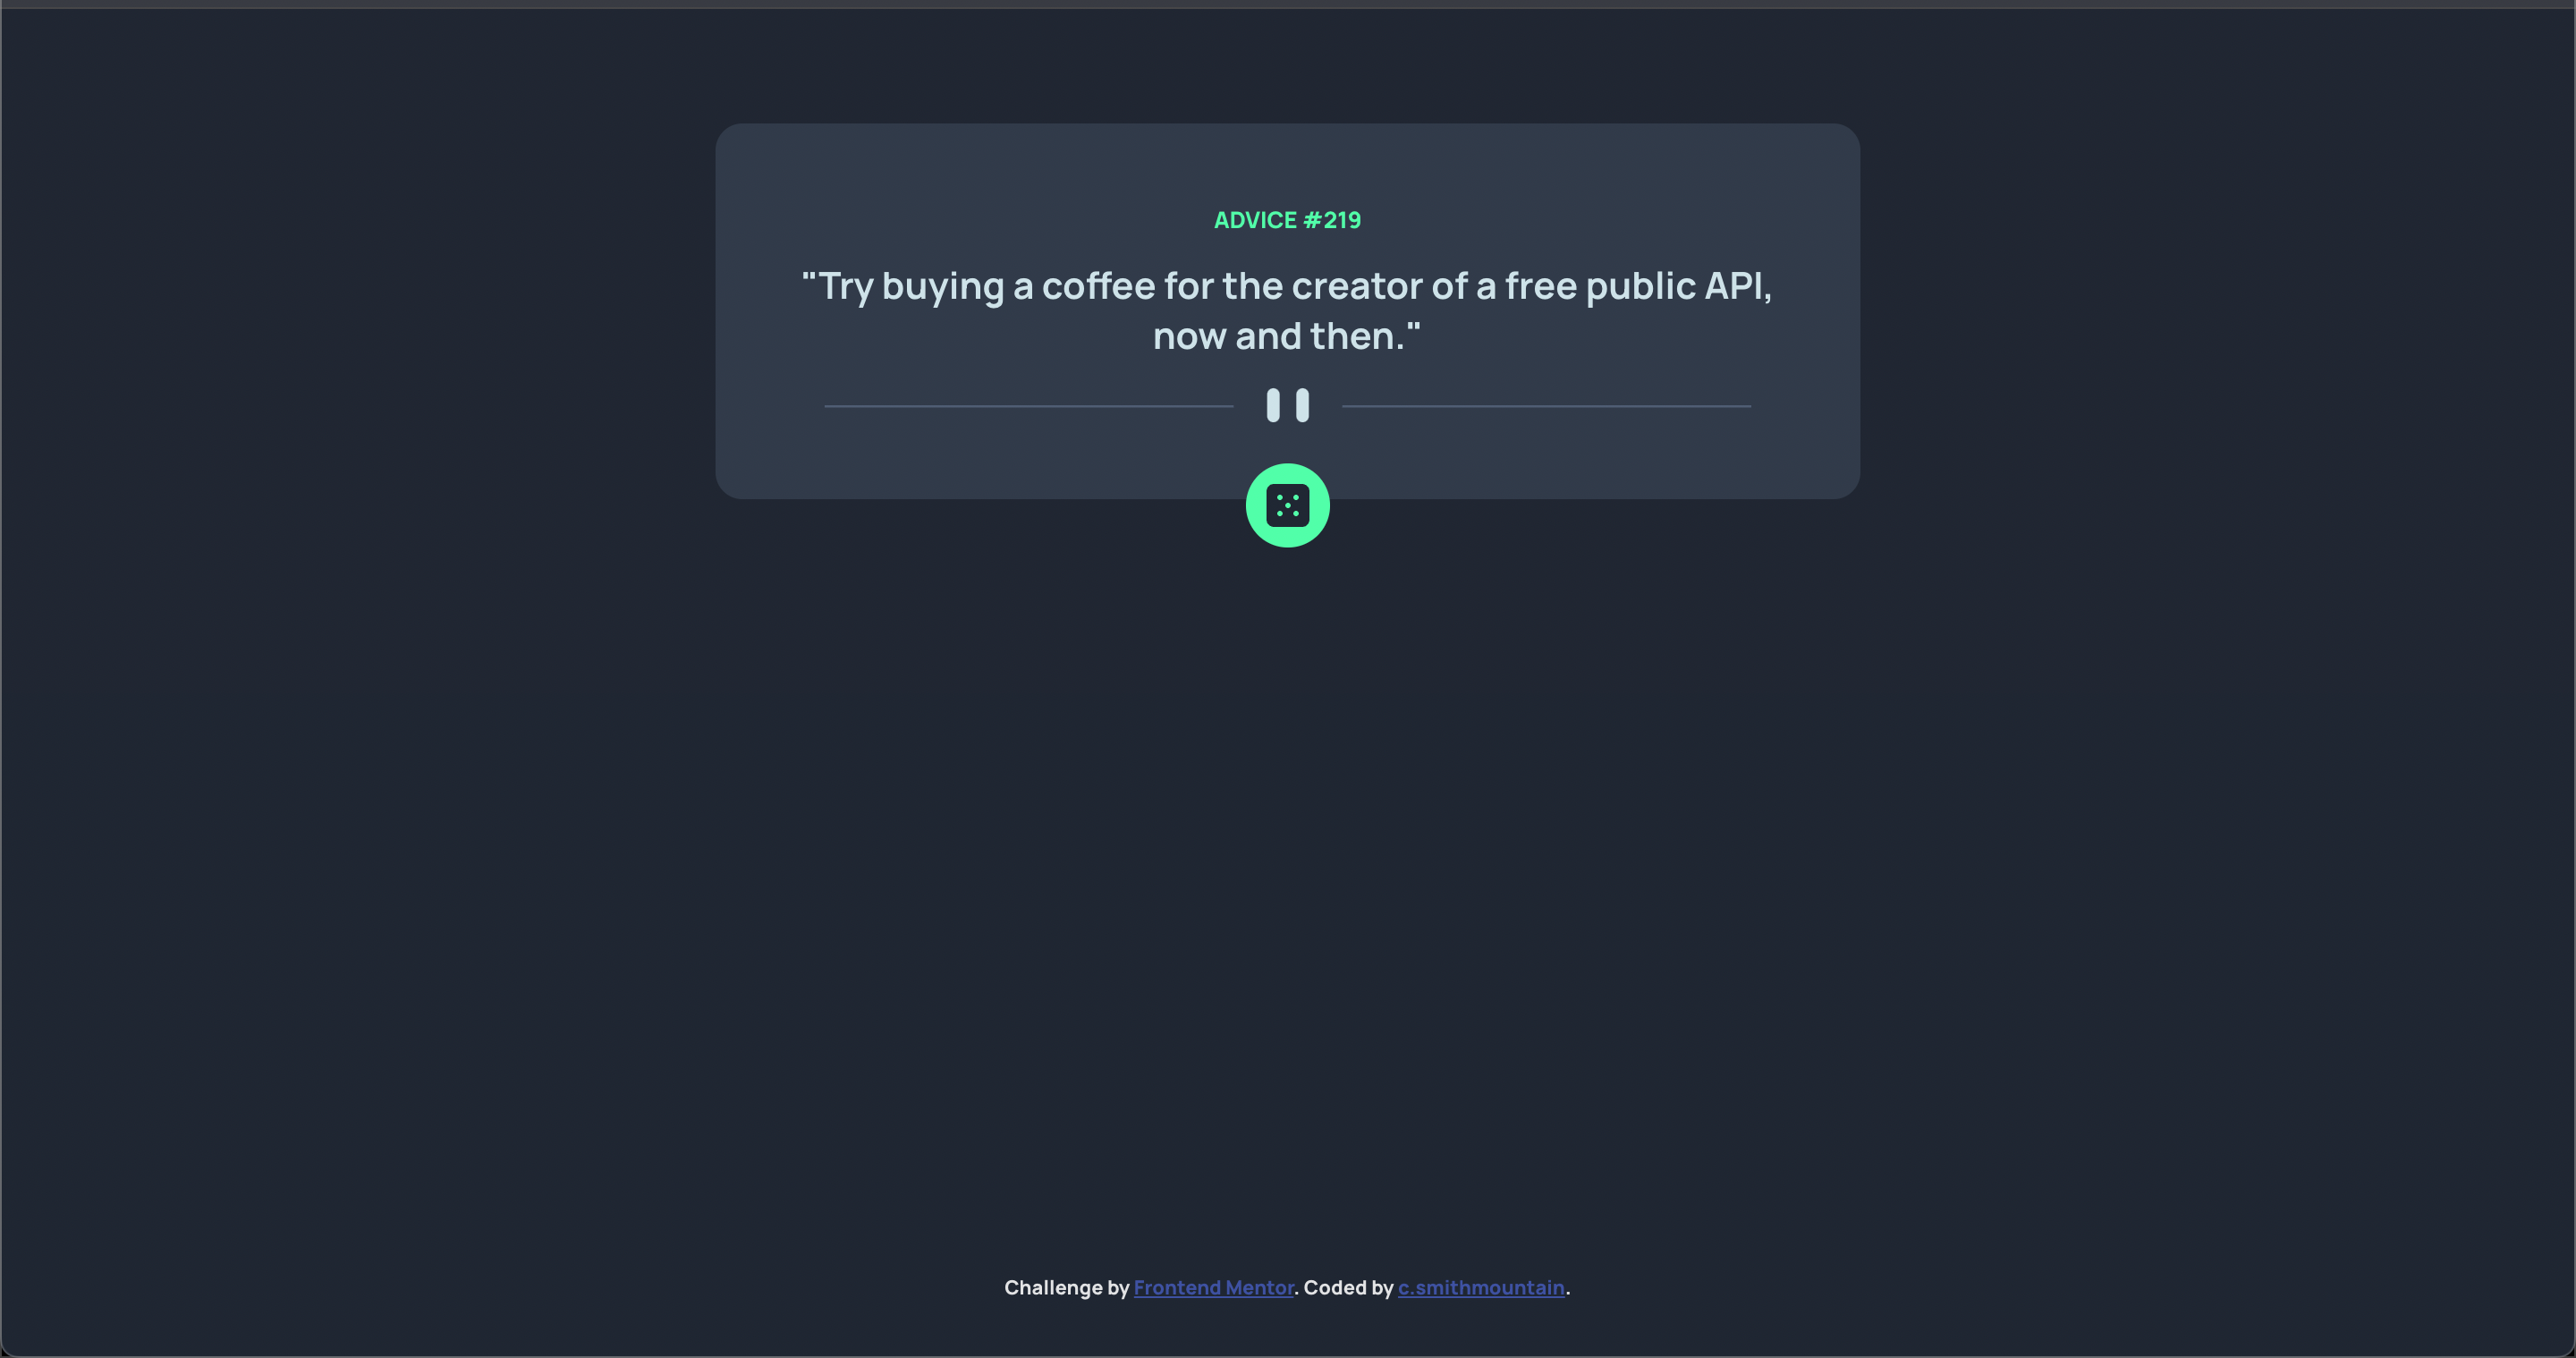 ADVICE #219
"Try buying a coffee for the creator of a free public API,
now and then."
Challenge by Frontend Mentor. Coded by c.smithmountain.